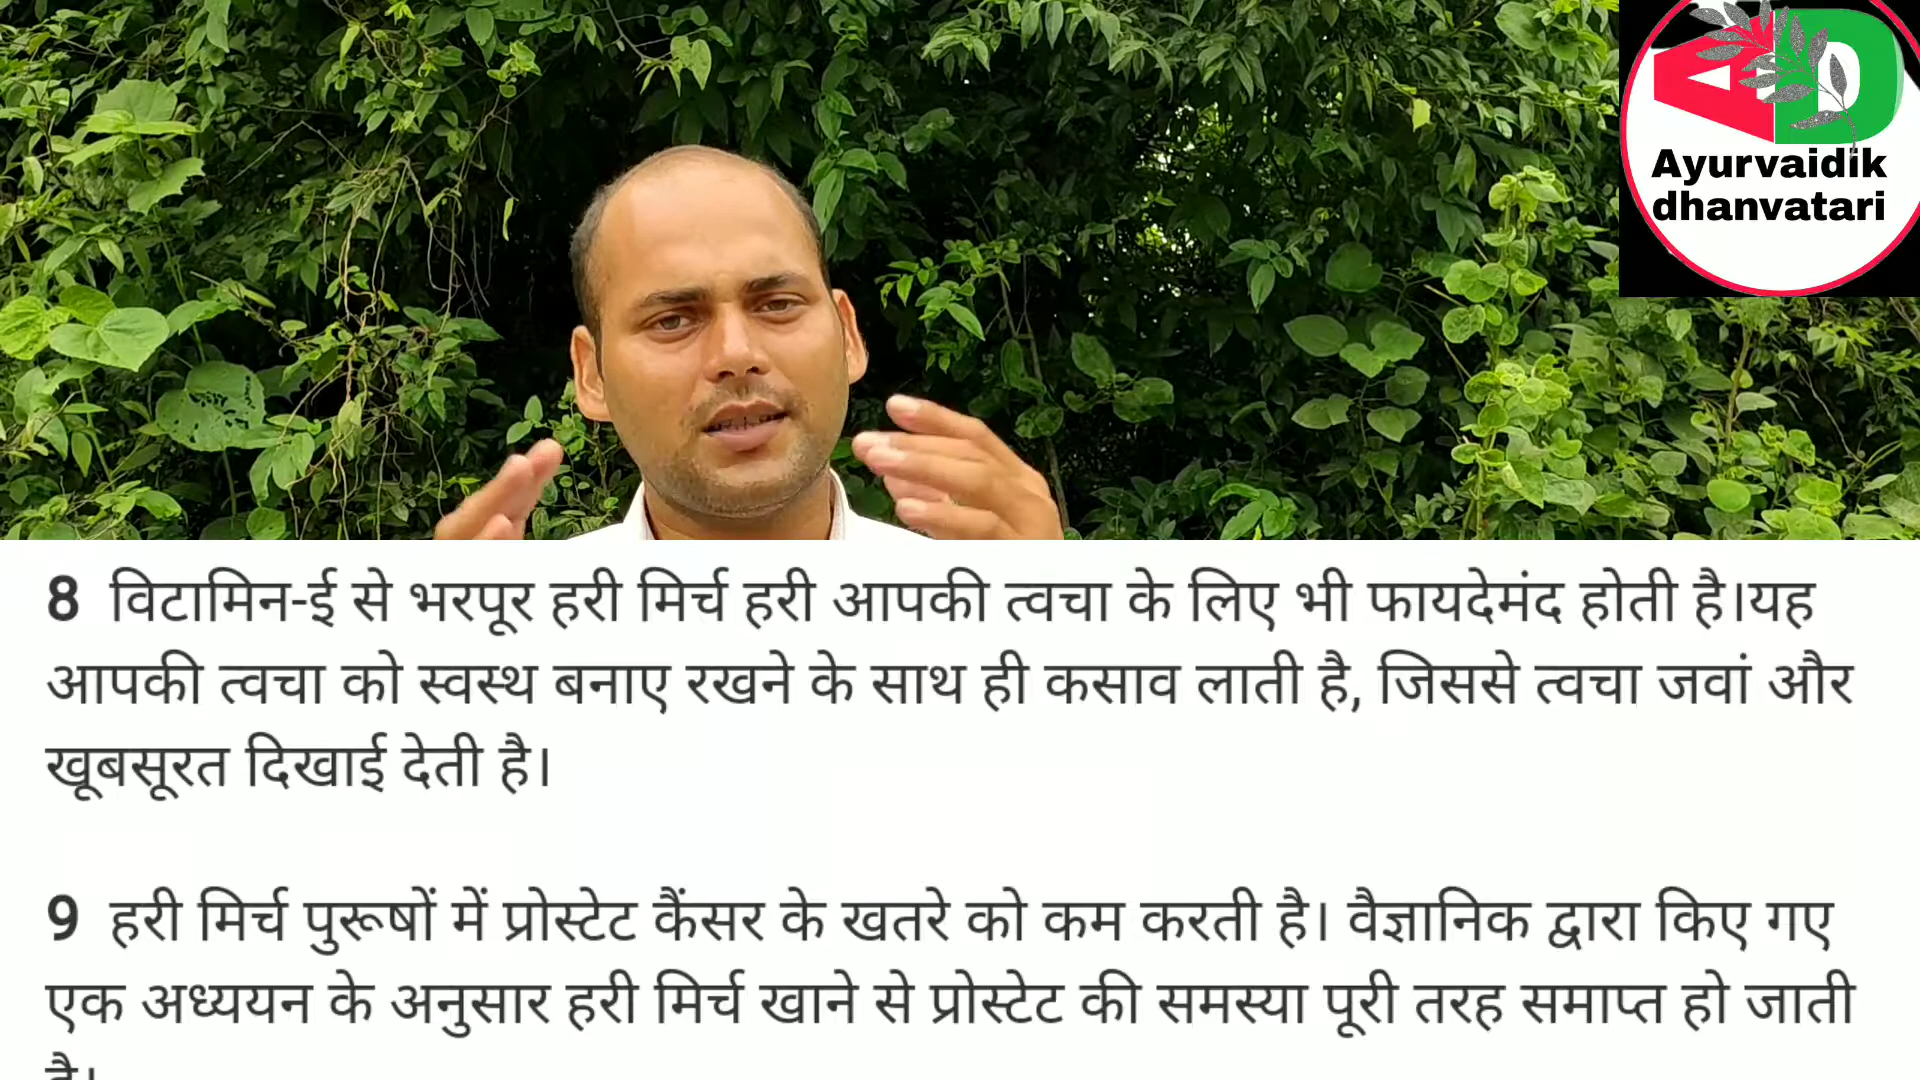 AD
Ayurvaidik
dhanvatari
8 विटामिन-ई से भरपूर हरी मिर्च हरी आपकी त्वचा के लिए भी फायदेमंद होती है।यह
आपकी त्वचा को स्वस्थ बनाए रखने के साथ ही कसाव लाती है, जिससे त्वचा जवां और
खूबसूरत दिखाई देती है।
9 हरी मिर्च पुरूषों में प्रोस्टेट कैंसर के खतरे को कम करती है। वैज्ञानिक द्वारा किए गए
एक अध्ययन के अनुसार हरी मिर्च खाने से प्रोस्टेट की समस्या पूरी तरह समाप्त हो जाती
है।